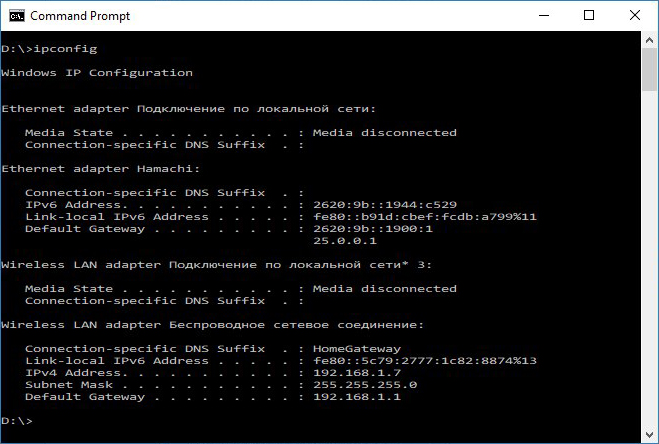 Command Prompt
D:\>ipconfig
Windows IP Configuration
Ethernet adapter Подключение по локальной сети:
Media State . . . . . . . . . . . : Media disconnected
Connection-specific DNS Suffix  . :
Ethernet adapter Hamachi:
Connection-specific DNS Suffix  . :
IPv6 Address. . . . . . . . . . . : 2620:9b::1944:c529
Link-local IPv6 Address . . . . . : fe80::b91d:cbef:fcdb:a799%11
Default Gateway . . . . . . . . . : 2620:9b::1900:1
25.0.0.1
Wireless LAN adapter Подключение по локальной сети* 3:
Media State . . . . . . . . . . . : Media disconnected
Connection-specific DNS Suffix  . :
Wireless LAN adapter Беспроводное сетевое соединение:
Connection-specific DNS Suffix  . : HomeGateway
Link-local IPv6 Address . . . . . : fe80::5c79:2777:1c82:8874%13
IPv4 Address. . . . . . . . . . . : 192.168.1.7
Subnet Mask . . . . . . . . . . . : 255.255.255.0
Default Gateway . . . . . . . . . : 192.168.1.1
D:\>